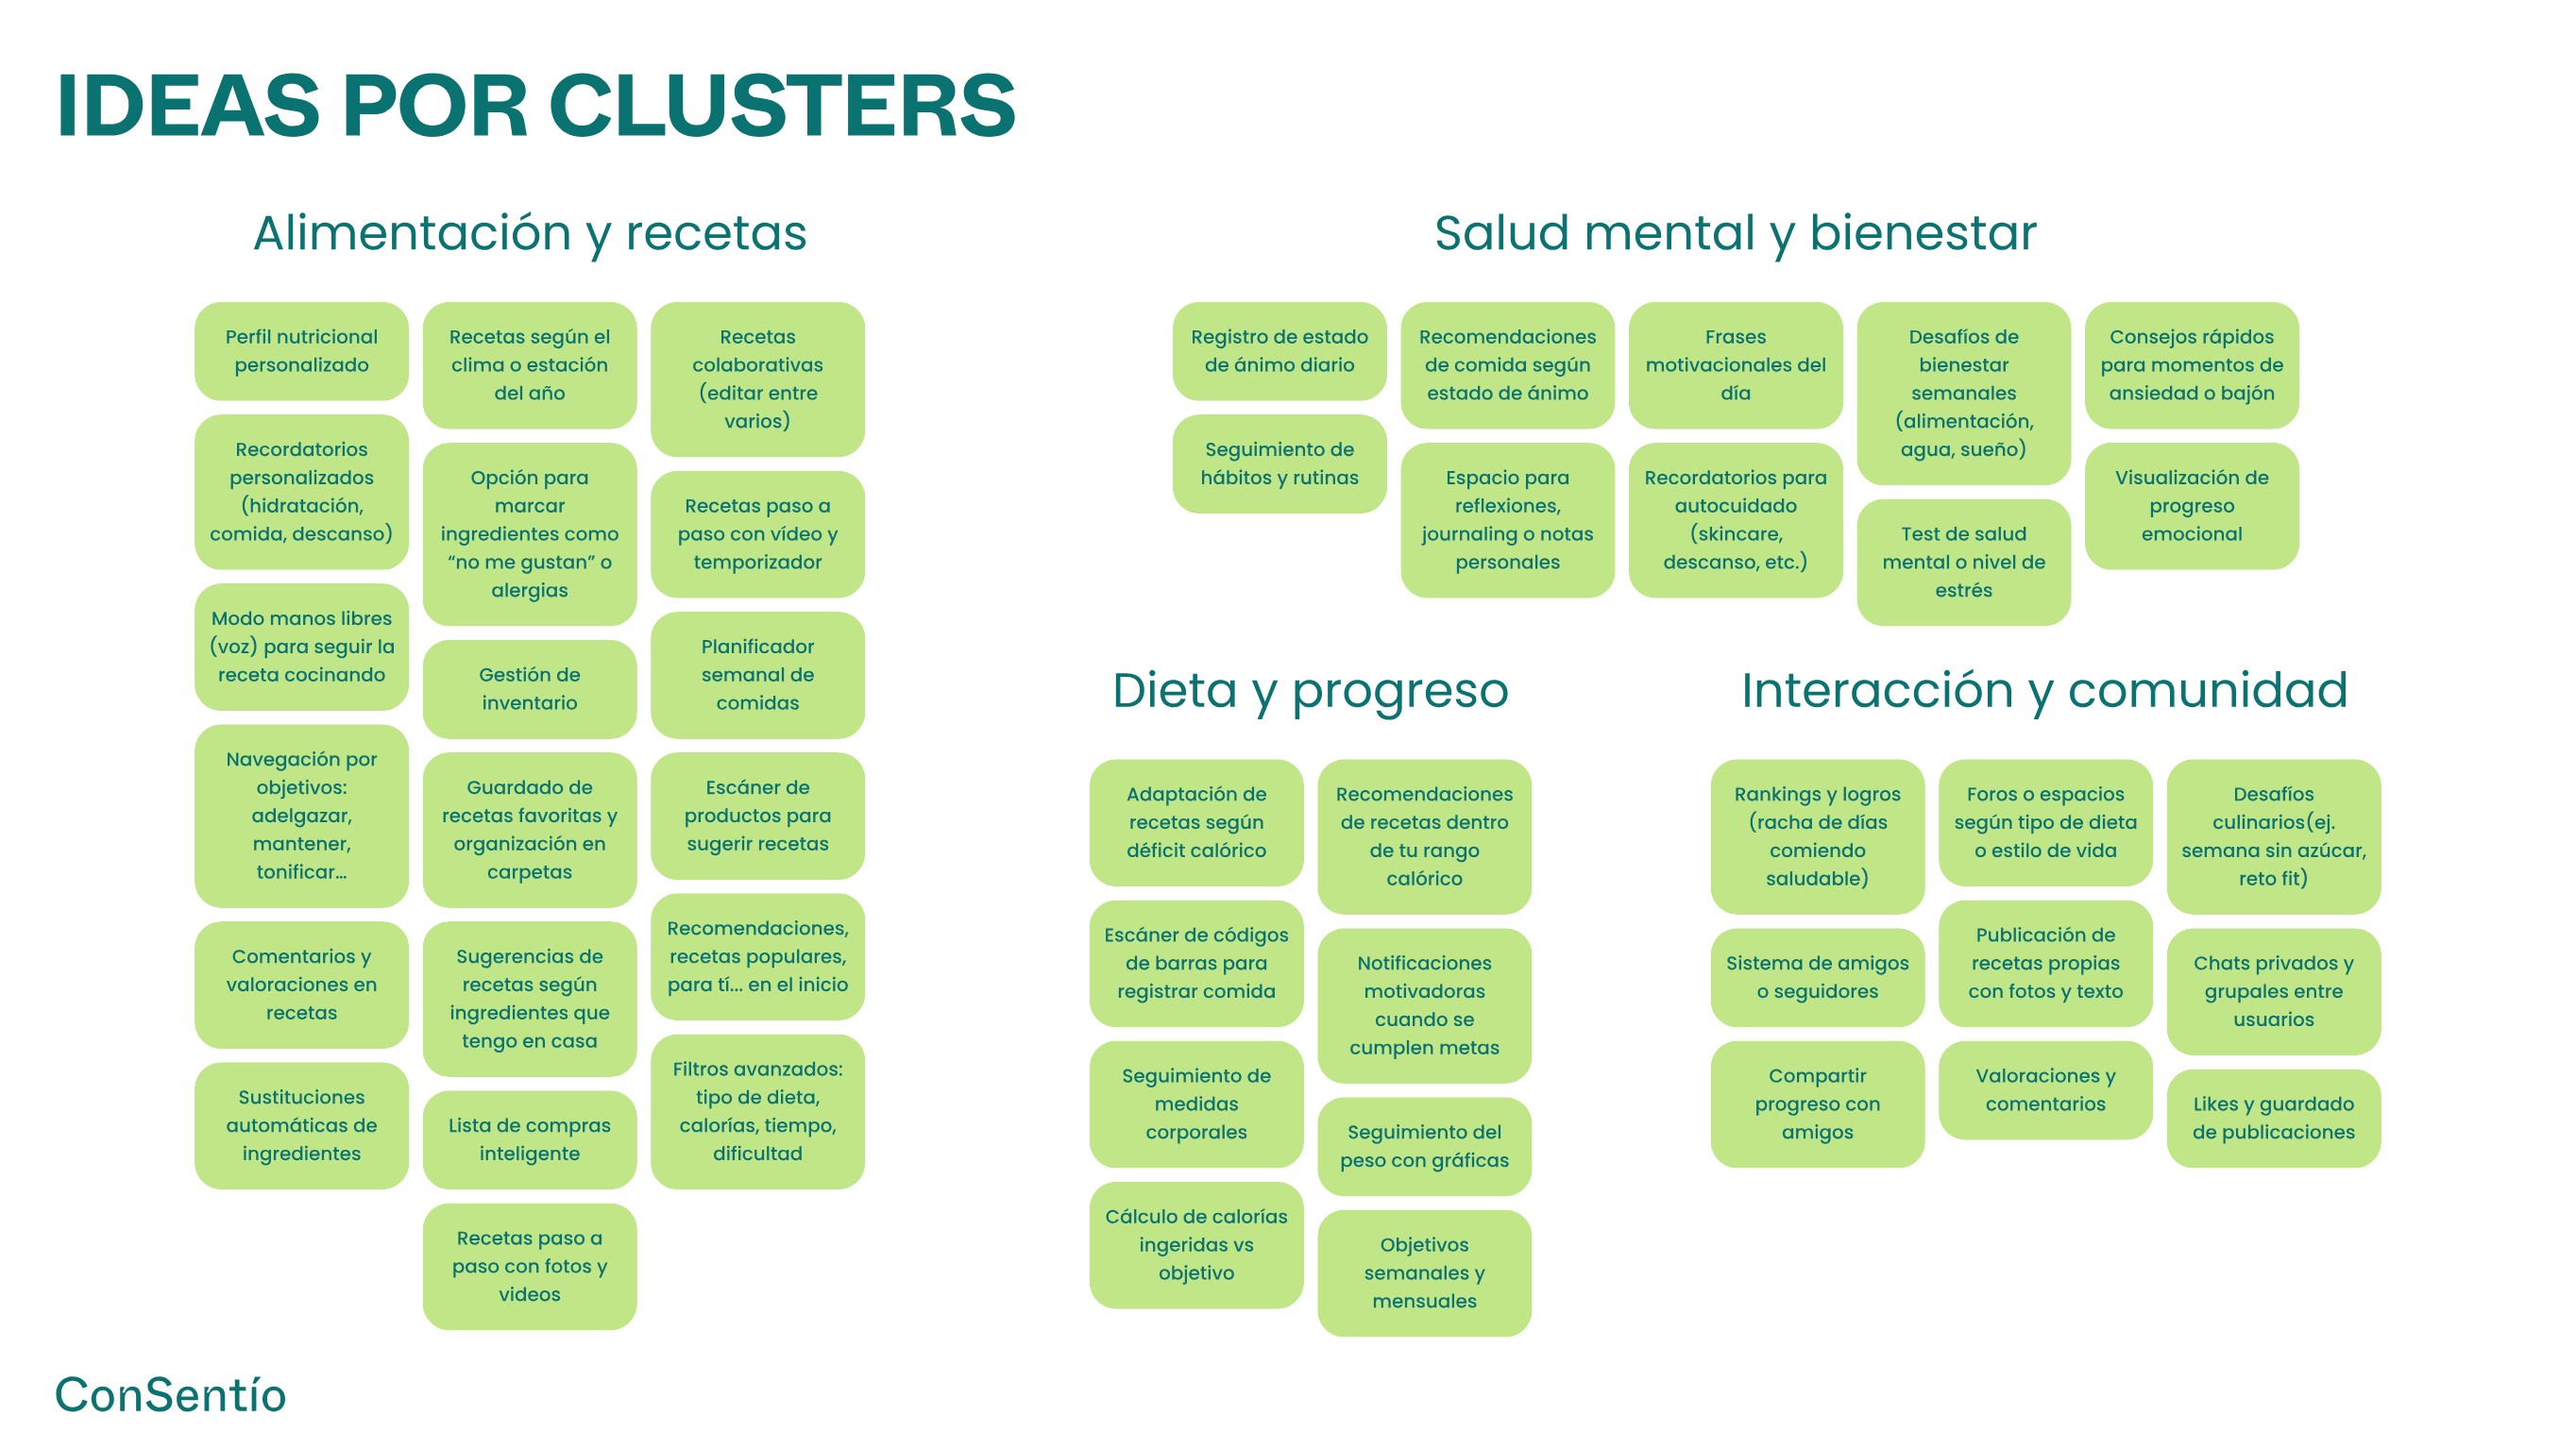 IDEAS POR CLUSTERS
Alimentación y recetas
Perfil nutricional
personalizado
Recordatorios
personalizados
(hidratación,
comida, descanso)
Modo manos libres
(voz) para seguir la
receta cocinando
Navegación por
objetivos:
adelgazar,
mantener,
tonificar...
Comentarios y
valoraciones en
recetas
Sustituciones
automáticas de
ingredientes
Recetas según el
clima o estación
del año
Opción para
marcar
ingredientes como
“no me gustan” o
alergias
Gestión de
inventario
Guardado de
recetas favoritas y
organización en
carpetas
Sugerencias de
recetas según
ingredientes que
tengo en casa
Lista de compras
inteligente
Recetas paso a
paso con fotos y
videos
Recetas
colaborativas
(editar entre
varios)
Recetas paso a
paso con vídeo y
temporizador
Planificador
semanal de
comidas
Escáner de
productos para
sugerir recetas
Recomendaciones,
recetas populares,
para tí... en el inicio
Filtros avanzados:
tipo de dieta,
calorías, tiempo,
dificultad
Salud mental y bienestar
Registro de estado
de ánimo diario
Seguimiento de
hábitos y rutinas
Recomendaciones
de comida según
estado de ánimo
Espacio para
reflexiones,
journaling o notas
personales
Frases
motivacionales del
día
Recordatorios para
autocuidado
(skincare,
descanso, etc.)
Desafíos de
bienestar
semanales
(alimentación,
agua, sueño)
Test de salud
mental o nivel de
estrés
Consejos rápidos
para momentos de
ansiedad o bajón
Visualización de
progreso
emocional
Dieta y progreso
Adaptación de
recetas según
déficit calórico
Escáner de códigos
de barras para
registrar comida
Seguimiento de
medidas
corporales
Cálculo de calorías
ingeridas vs
objetivo
Recomendaciones
de recetas dentro
de tu rango
calórico
Notificaciones
motivadoras
cuando se
cumplen metas
Seguimiento del
peso con gráficas
Objetivos
semanales y
mensuales
Interacción y comunidad
Rankings y logros
(racha de días
comiendo
saludable)
Sistema de amigos
o seguidores
Compartir
progreso con
amigos
Foros o espacios
según tipo de dieta
o estilo de vida
Publicación de
recetas propias
con fotos y texto
Valoraciones y
comentarios
Desafíos
culinarios(ej.
semana sin azúcar,
reto fit)
Chats privados y
grupales entre
usuarios
Likes y guardado
de publicaciones
ConSentío